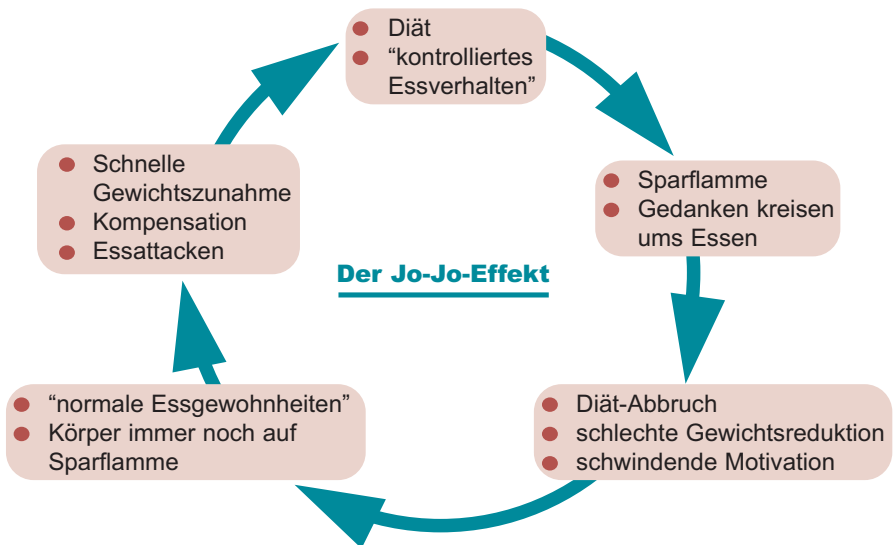 • Diät
• “kontrolliertes
Essverhalten”
• Sparflamme
• Gedanken kreisen
ums Essen
• Diät-Abbruch
• schlechte Gewichtsreduktion
• schwindende Motivation
• “normale Essgewohnheiten”
• Körper immer noch auf
Sparflamme
• Schnelle
Gewichtszunahme
• Kompensation
• Essattacken
Der Jo-Jo-Effekt